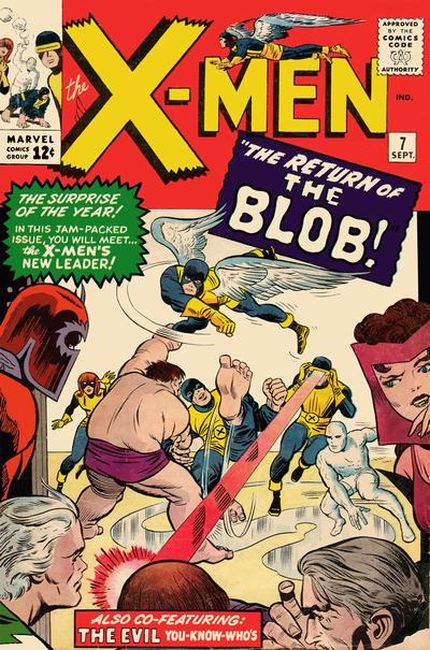 APPROVED
BY THE
COMICS
CODE
AUTHORITY
the
X-MEN
IND.
MARVEL
COMICS
GROUP 12¢
7
SEPT.
"THE RETURN OF
THE
BLOB!"
THE SURPRISE
OF THE YEAR!
IN THIS JAM-PACKED
ISSUE, YOU WILL MEET...
the X-MEN'S
NEW LEADER!
ALSO CO-FEATURING:
THE EVIL YOU-KNOW-WHO'S